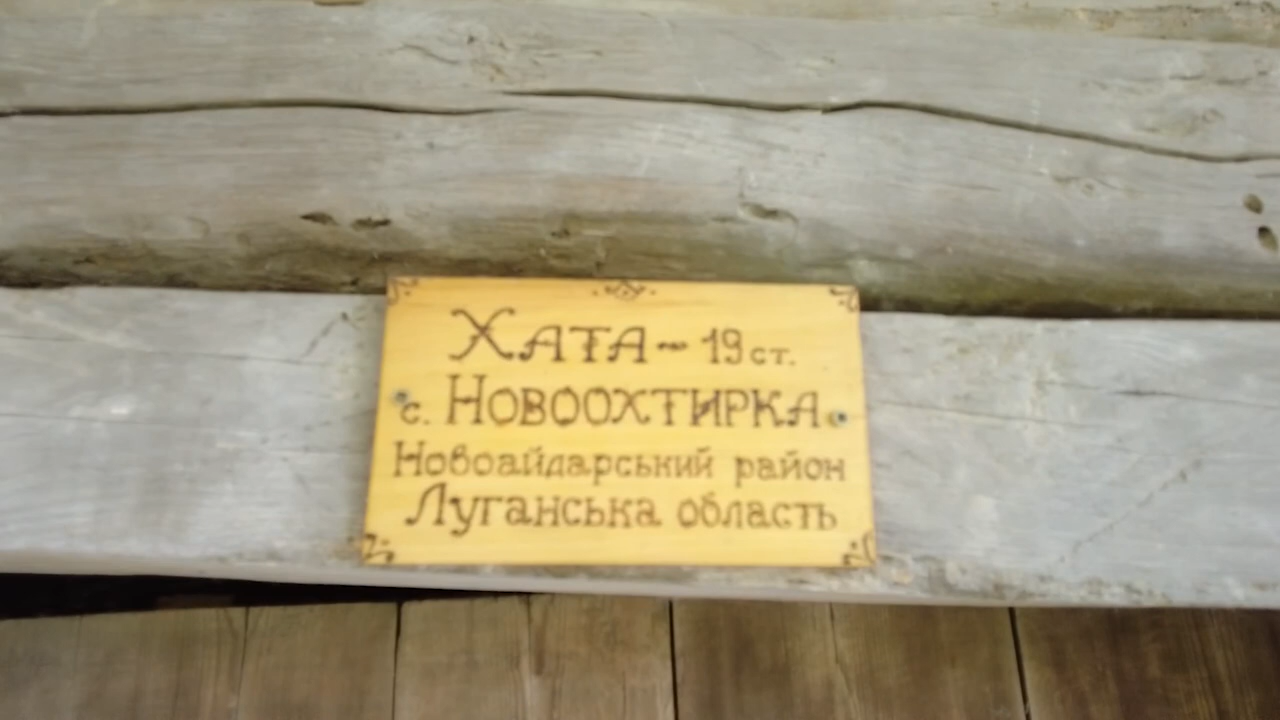 Хата ~ 19 ст.
с. Новоохтирка
Новоайдарський район
Луганська область